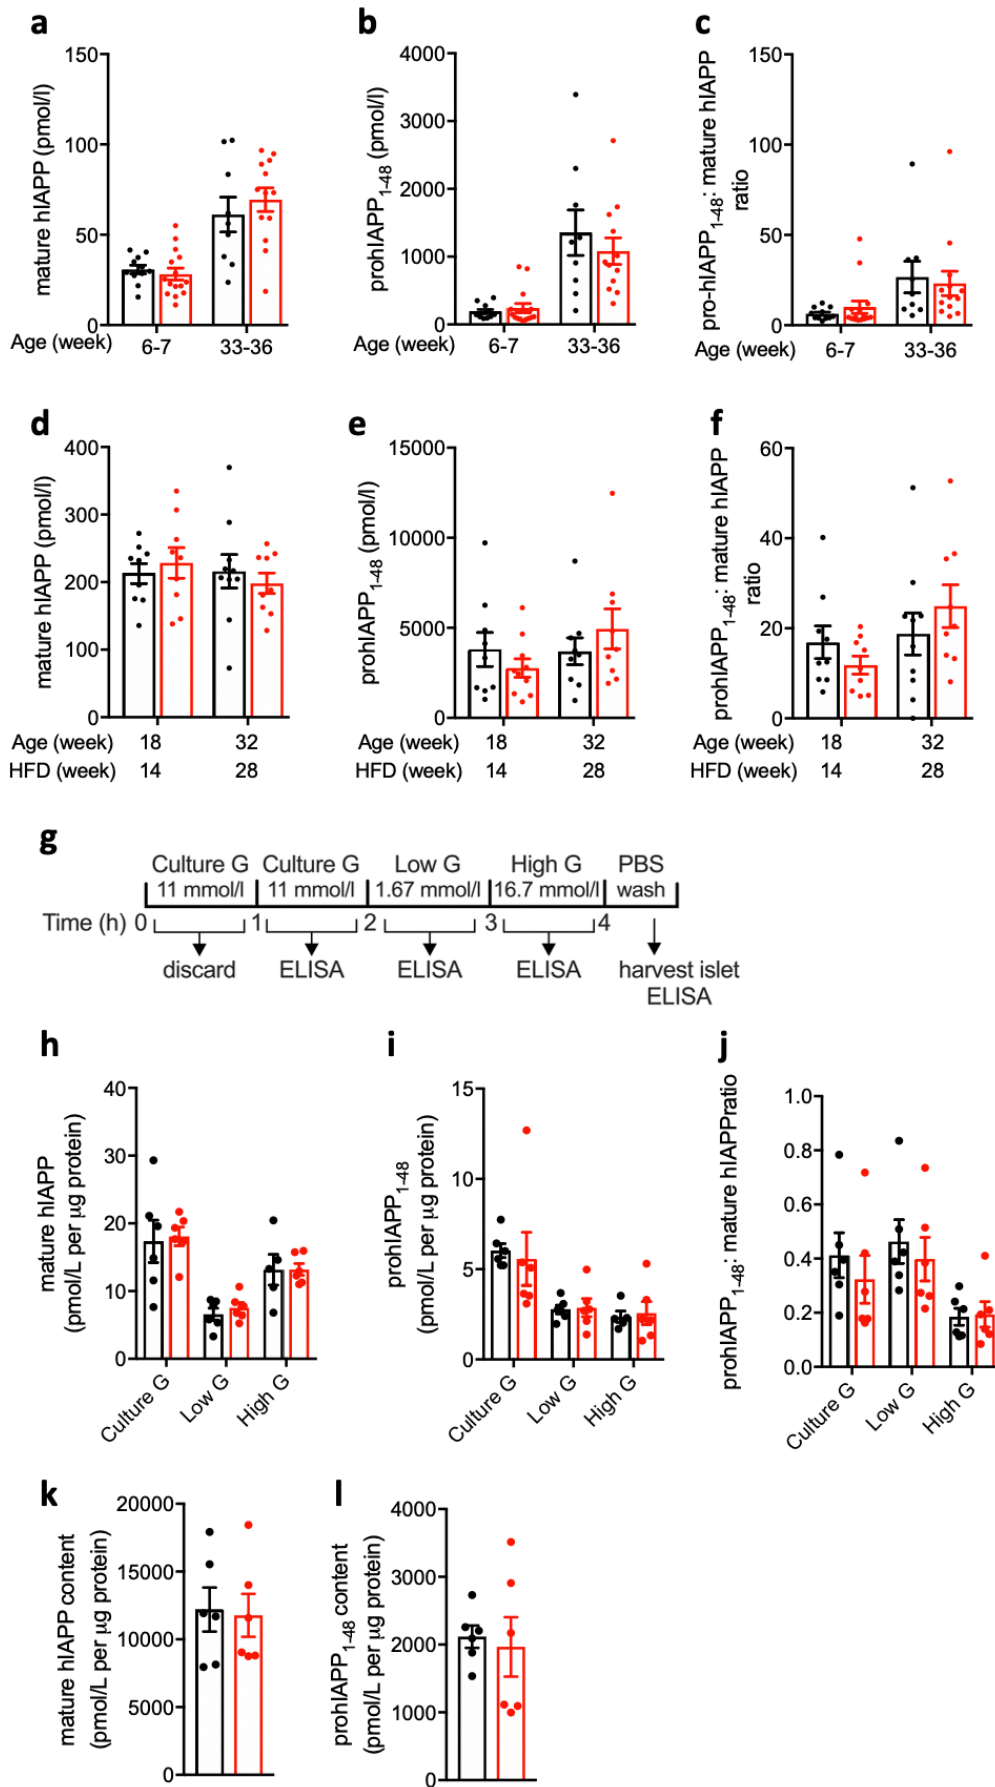 a
mature hIAPP (pmol/l)
150
100
50
0
Age (week)
6-7
33-36
b
prohIAPP1-48 (pmol/l)
4000
3000
2000
1000
0
Age (week)
6-7
33-36
c
pro-hIAPP1-48: mature hIAPP
ratio
150
100
50
0
Age (week)
6-7
33-36
d
mature hIAPP (pmol/l)
400
300
200
100
0
Age (week) 18 32
HFD (week) 14 28
e
prohIAPP1-48 (pmol/l)
15000
10000
5000
0
Age (week) 18 32
HFD (week) 14 28
f
prohIAPP1-48: mature hIAPP
ratio
60
40
20
0
Age (week) 18 32
HFD (week) 14 28
g
Culture G Culture G Low G High G PBS
11 mmol/l 11 mmol/l 1.67 mmol/l 16.7 mmol/l wash
Time (h) 0 1 2 3 4
discard ELISA ELISA ELISA harvest islet
ELISA
h
mature hIAPP
(pmol/L per μg protein)
40
30
20
10
0
Culture G
Low G
High G
i
prohIAPP1-48
(pmol/L per μg protein)
15
10
5
0
Culture G
Low G
High G
j
prohIAPP1-48: mature hIAPPratio
1.0
0.8
0.6
0.4
0.2
0.0
Culture G
Low G
High G
k
mature hIAPP content
(pmol/L per μg protein)
20000
15000
10000
5000
0
l
prohIAPP1-48 content
(pmol/L per μg protein)
4000
3000
2000
1000
0